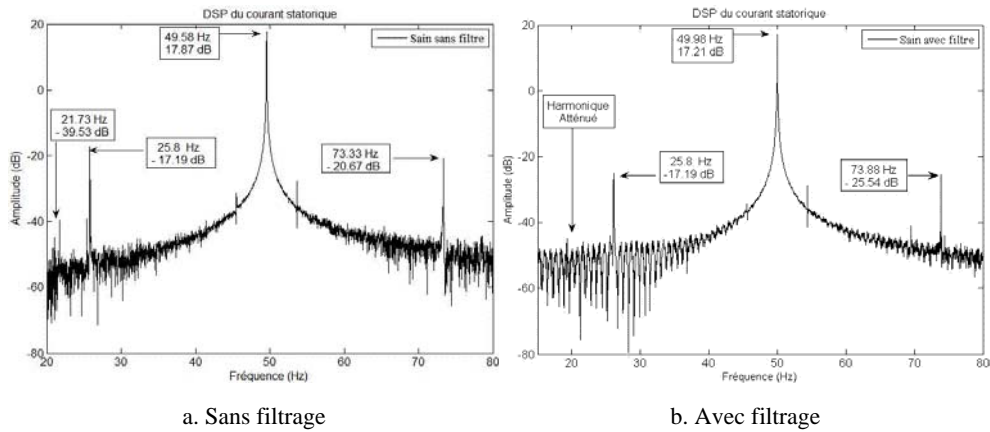 DSP du courant statorique
20
0
-20
-40
-60
-80
Amplitude (dB)
49.58 Hz
17.87 dB
Sain sans filtre
21.73 Hz
- 39.53 dB
25.8 Hz
- 17.19 dB
73.33 Hz
- 20.67 dB
20 30 40 50 60 70 80
Fréquence (Hz)
a. Sans filtrage
DSP du courant statorique
20
0
-20
-40
-60
-80
Amplitude (dB)
49.98 Hz
17.21 dB
Sain avec filtre
Harmonique
Atténué
25.8 Hz
-17.19 dB
73.88 Hz
- 25.54 dB
20 30 40 50 60 70 80
Fréquence (Hz)
b. Avec filtrage